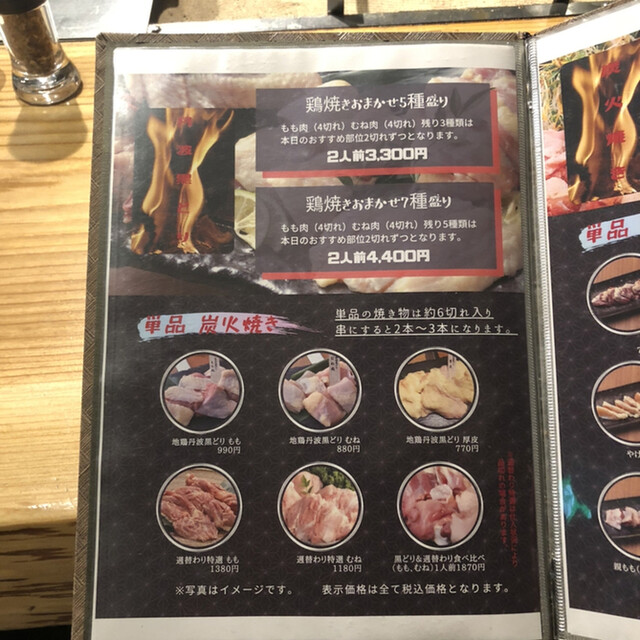 鶏焼きおまかせ5種盛り
もも肉（4切れ）むね肉（4切れ）残り3種類は
本日のおすすめ部位2切れずつとなります。
2人前3,300円
鶏焼きおまかせ7種盛り
もも肉（4切れ）むね肉（4切れ）残り5種類は
本日のおすすめ部位2切れずつとなります。
2人前4,400円
単品 炭火焼き
単品の焼き物は約6切れ入り
串にすると2本～3本になります。
地鶏丹波黒どり もも
990円
地鶏丹波黒どり むね
880円
地鶏丹波黒どり 厚皮
770円
週替わり特選 もも
1380円
週替わり特選 むね
1180円
黒どり&週替わり食べ比べ
（もも、むね）1人前1870円
※写真はイメージです。
表示価格は全て税込価格となります。
炭火焼き
単品